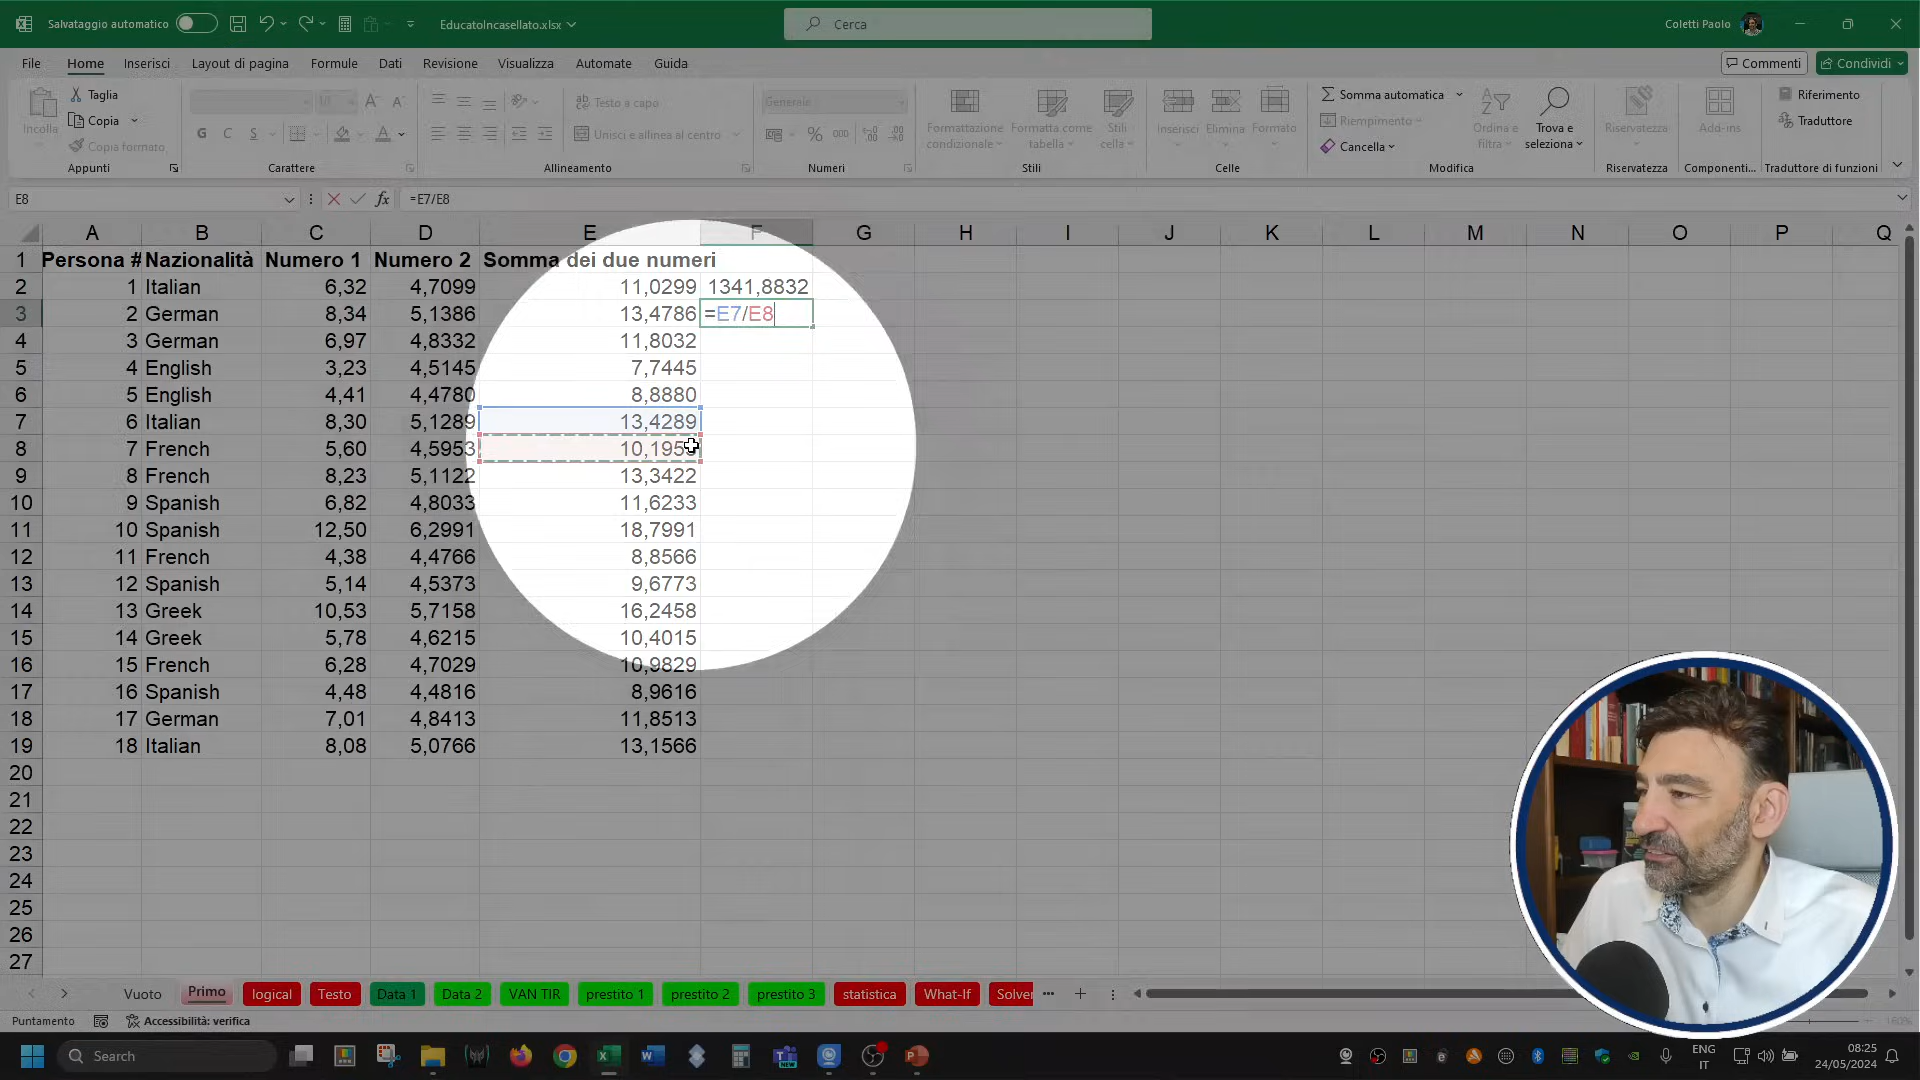 Salvataggio automatico
EducatoIncasellato.xlsx
Cerca
Coletti Paolo
File Home Inserisci Layout di pagina Formule Dati Revisione Visualizza Automate Guida
Commenti
Condividi
Incolla
Taglia
Copia
Copia formato
Appunti
10
G C S
Carattere
Testo a capo
Unisci e allinea al centro
Allineamento
Generale
% 000
Numeri
Formattazione condizionale
Formatta come tabella
Stili cella
Stili
Inserisci
Elimina
Formato
Celle
Somma automatica
Riempimento
Cancella
Ordina e filtra
Trova e seleziona
Modifica
Riservatezza
Riservatezza
Add-ins
Componenti...
Riferimento
Traduttore
Traduttore di funzioni
E8
fx
=E7/E8
A B C D E F G H I J K L M N O P Q
1 Persona # Nazionalità Numero 1 Numero 2 Somma dei due numeri
2 1 Italian 6,32 4,7099 11,0299 1341,8832
3 2 German 8,34 5,1386 13,4786 =E7/E8
4 3 German 6,97 4,8332 11,8032
5 4 English 3,23 4,5145 7,7445
6 5 English 4,41 4,4780 8,8880
7 6 Italian 8,30 5,1289 13,4289
8 7 French 5,60 4,5953
9 8 French 8,23 5,1122 13,3422
10 9 Spanish 6,82 4,8033 11,6233
11 10 Spanish 12,50 6,2991 18,7991
12 11 French 4,38 4,4766 8,8566
13 12 Spanish 5,14 4,5373 9,6773
14 13 Greek 10,53 5,7158 16,2458
15 14 Greek 5,78 4,6215 10,4015
16 15 French 6,28 4,7029 10,9829
17 16 Spanish 4,48 4,4816 8,9616
18 17 German 7,01 4,8413 11,8513
19 18 Italian 8,08 5,0766 13,1566
20
21
22
23
24
25
26
27
Vuoto Primo logical Testo Data 1 Data 2 VAN TIR prestito 1 prestito 2 prestito 3 statistica What-If Solver
Puntamento
Accessibilità: verifica
160%
Search
ENG
IT
08:25
24/05/2024